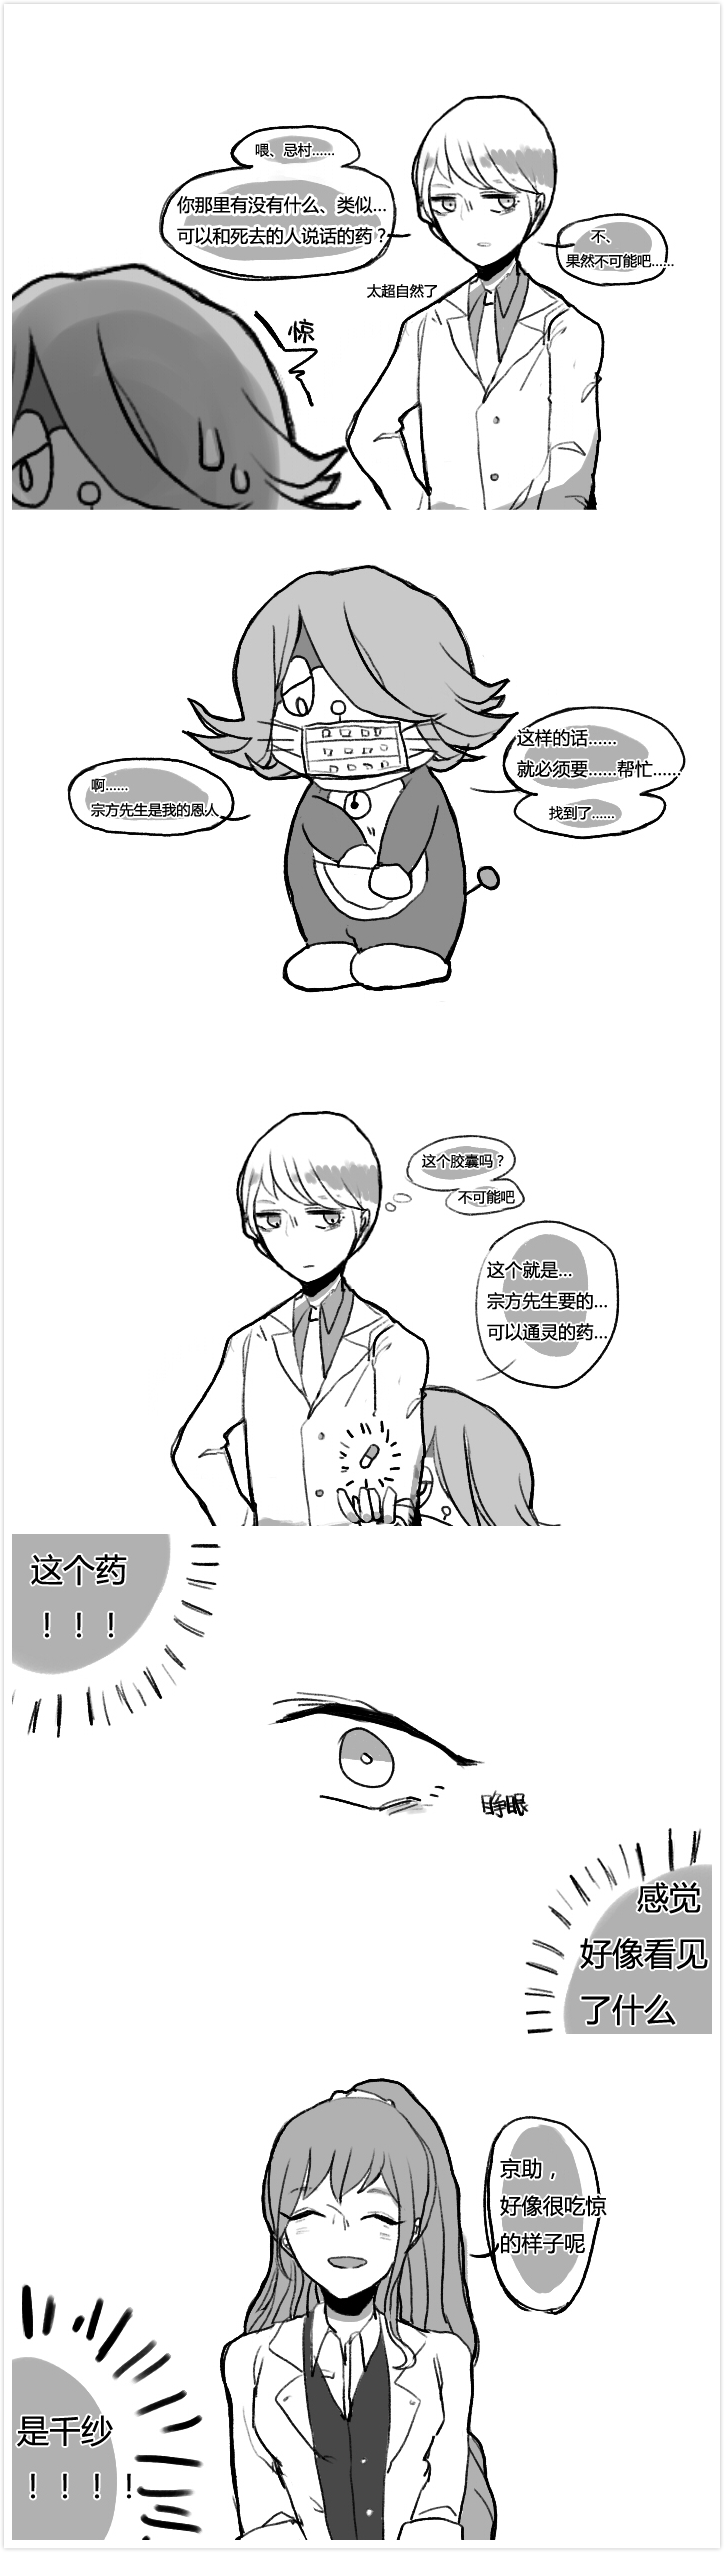 喂、忌村……
你那里有没有什么、类似…
可以和死去的人说话的药？
不、
果然不可能吧……
太超自然了
惊
啊……
宗方先生是我的恩人
这样的话……
就必须要……帮忙……
找到了……
这个胶囊吗？
不可能吧
这个就是…
宗方先生要的…
可以通灵的药…
这个药
！！！
睁眼
感觉
好像看见
了什么
京助，
好像很吃惊
的样子呢
是千纱
！！！！